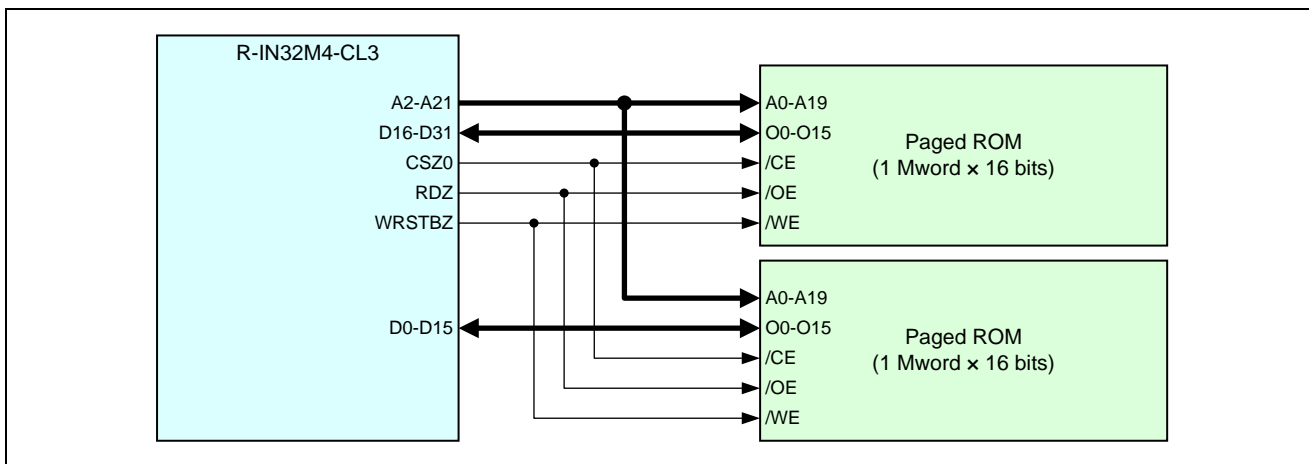 R-IN32M4-CL3
A2-A21
D16-D31
CSZ0
RDZ
WRSTBZ
D0-D15
A0-A19
O0-O15
/CE
/OE
/WE
Paged ROM
(1 Mword × 16 bits)
A0-A19
O0-O15
/CE
/OE
/WE
Paged ROM
(1 Mword × 16 bits)